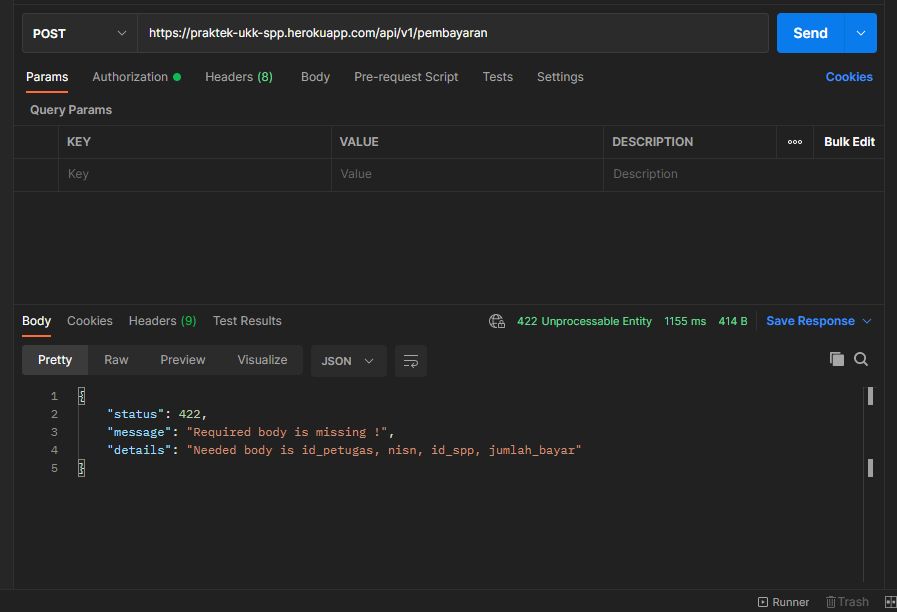 POST https://praktek-ukk-spp.herokuapp.com/api/v1/pembayaran Send
Params Authorization Headers (8) Body Pre-request Script Tests Settings Cookies
Query Params
KEY VALUE DESCRIPTION ooo Bulk Edit
Key Value Description
Body Cookies Headers (9) Test Results 422 Unprocessable Entity 1155 ms 414 B Save Response
Pretty Raw Preview Visualize JSON
1 {
2 "status": 422,
3 "message": "Required body is missing !",
4 "details": "Needed body is id_petugas, nisn, id_spp, jumlah_bayar"
5 }
Runner Trash